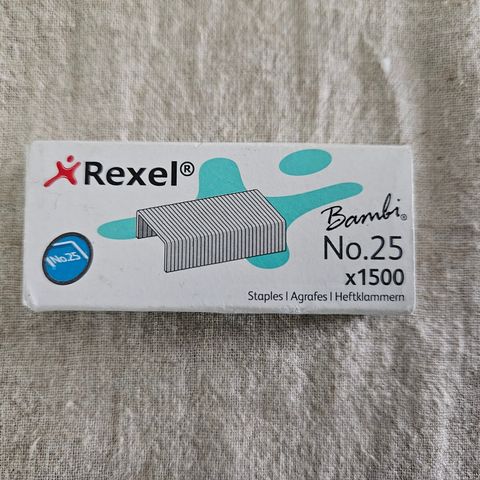 Rexel®
Bambi®
No.25
No.25
x1500
Staples | Agrafes | Heftklammern